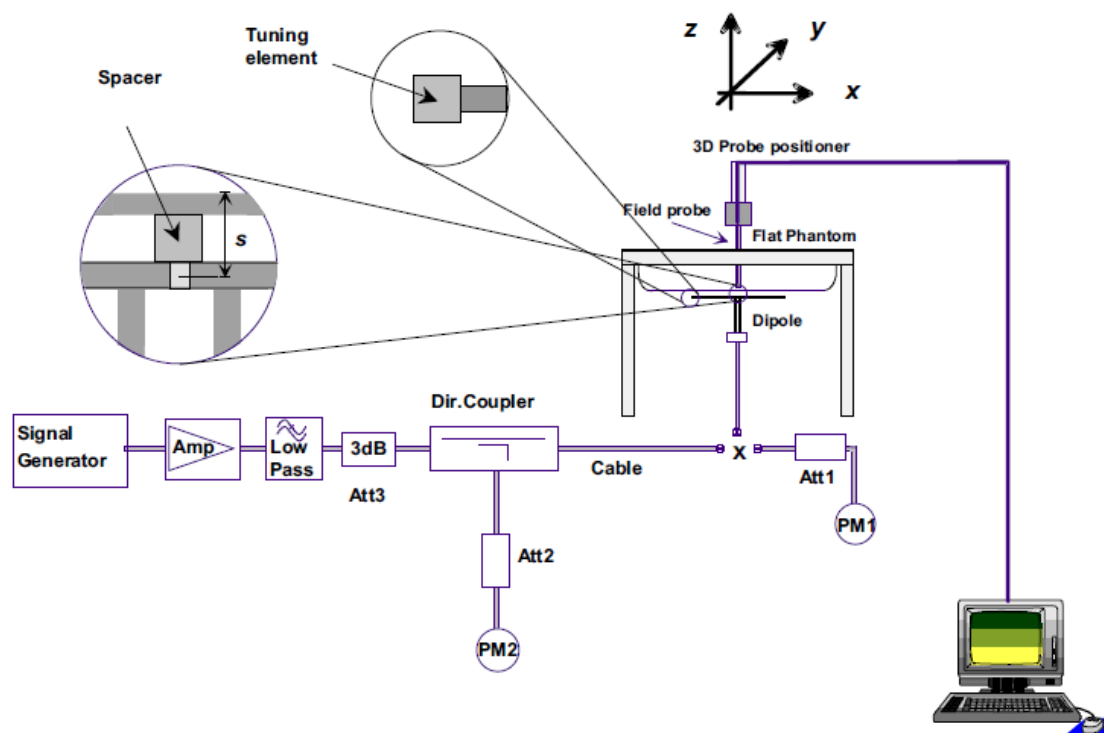 Tuning
element
z
y
x
Spacer
3D Probe positioner
Field probe
Flat Phantom
s
Dipole
Dir.Coupler
Signal
Generator
Amp
Low
Pass
3dB
Att3
Cable
X
Att1
PM1
Att2
PM2